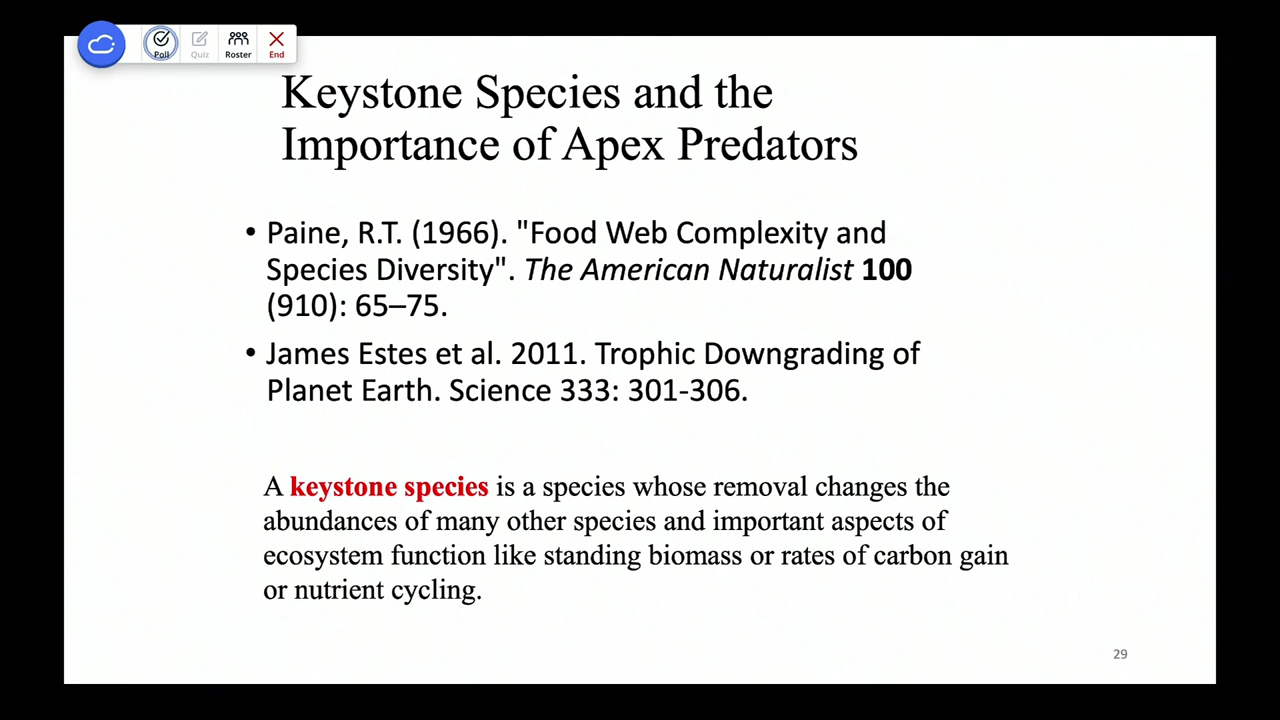 Poll
Quiz
Roster
End
Keystone Species and the
Importance of Apex Predators
• Paine, R.T. (1966). "Food Web Complexity and
Species Diversity". The American Naturalist 100
(910): 65–75.
• James Estes et al. 2011. Trophic Downgrading of
Planet Earth. Science 333: 301-306.
A keystone species is a species whose removal changes the
abundances of many other species and important aspects of
ecosystem function like standing biomass or rates of carbon gain
or nutrient cycling.
29